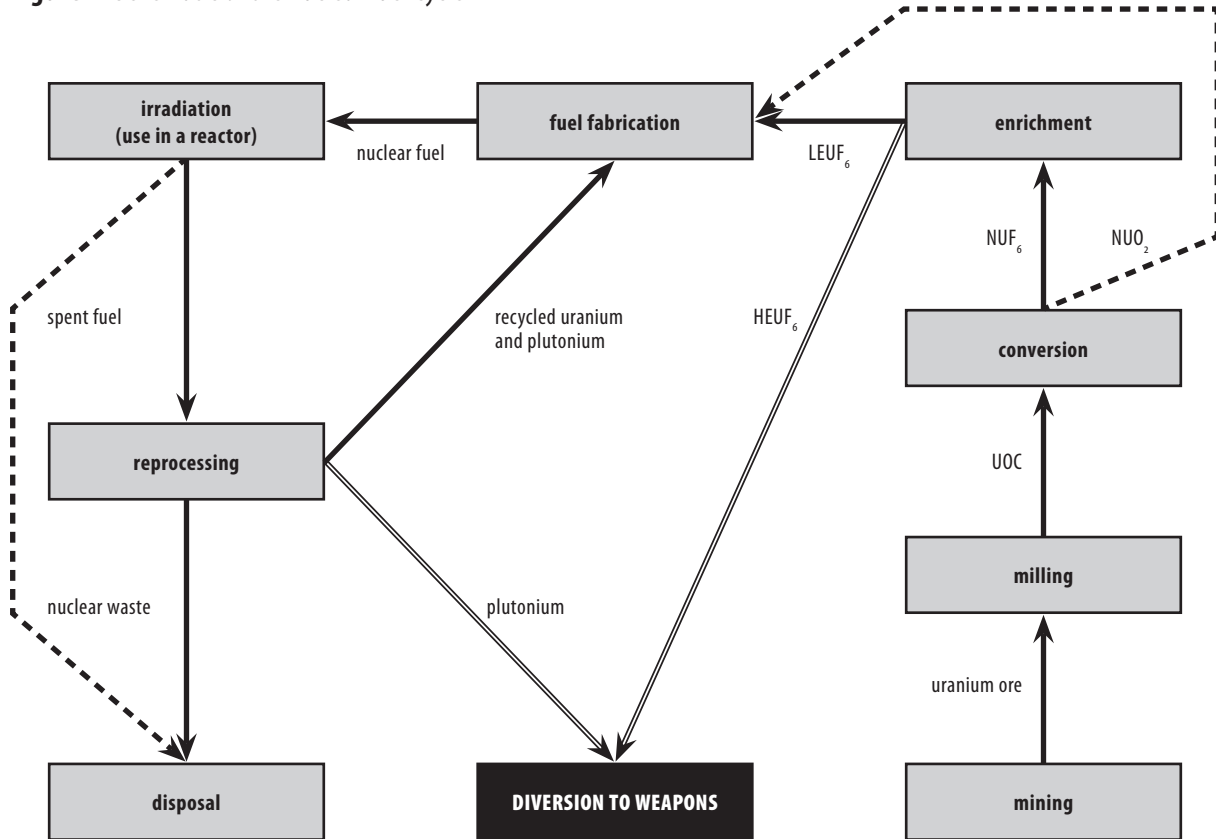 irradiation
(use in a reactor)
fuel fabrication
enrichment
nuclear fuel
LEUF₆
NUF₆
NUO₂
spent fuel
recycled uranium
and plutonium
HEUF₆
conversion
reprocessing
UOC
milling
nuclear waste
plutonium
uranium ore
disposal
DIVERSION TO WEAPONS
mining